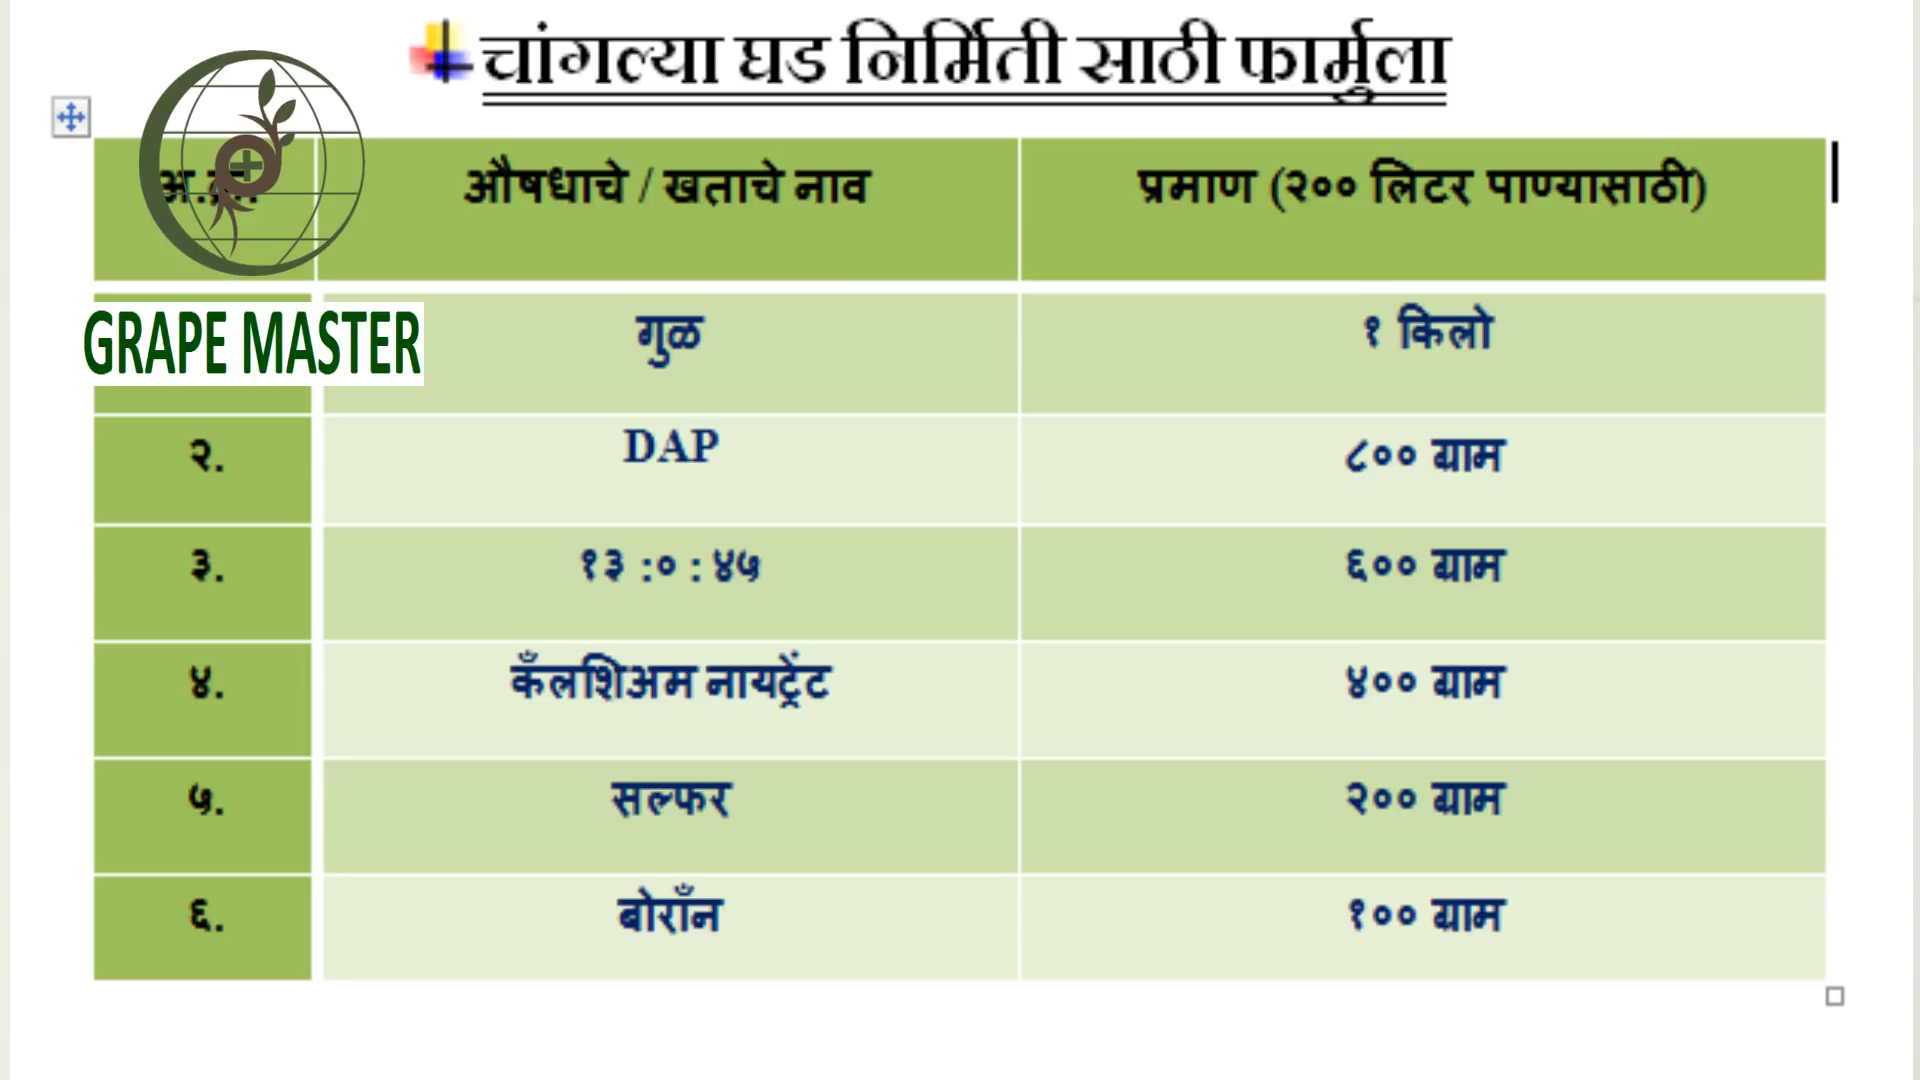 चांगल्या घड निर्मिती साठी फार्मुला
औषधाचे / खताचे नाव प्रमाण (२०० लिटर पाण्यासाठी)
GRAPE MASTER गुळ १ किलो
२. DAP ८०० ग्राम
३. १३ :० : ४५ ६०० ग्राम
४. कँलशिअम नायट्रेंट ४०० ग्राम
५. सल्फर २०० ग्राम
६. बोराँन १०० ग्राम